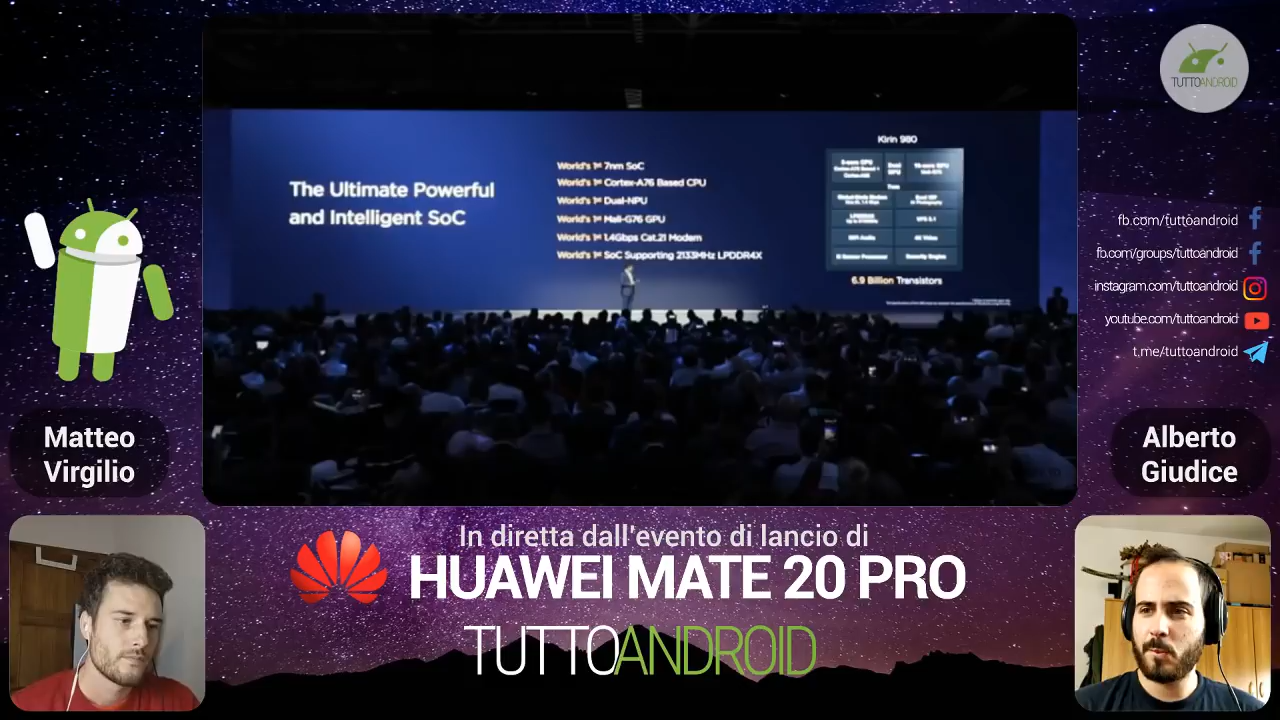 TUTTOANDROID
Kirin 980
The Ultimate Powerful
and Intelligent SoC
World's 1st 7nm SoC
World's 1st Cortex-A76 Based CPU
World's 1st Dual-NPU
World's 1st Mali-G76 GPU
World's 1st 1.4Gbps Cat.21 Modem
World's 1st SoC Supporting 2133MHz LPDDR4X
6.9 Billion Transistors
fb.com/tuttoandroid
fb.com/groups/tuttoandroid
instagram.com/tuttoandroid
youtube.com/tuttoandroid
t.me/tuttoandroid
Matteo
Virgilio
Alberto
Giudice
In diretta dall'evento di lancio di
HUAWEI MATE 20 PRO
TUTTOANDROID